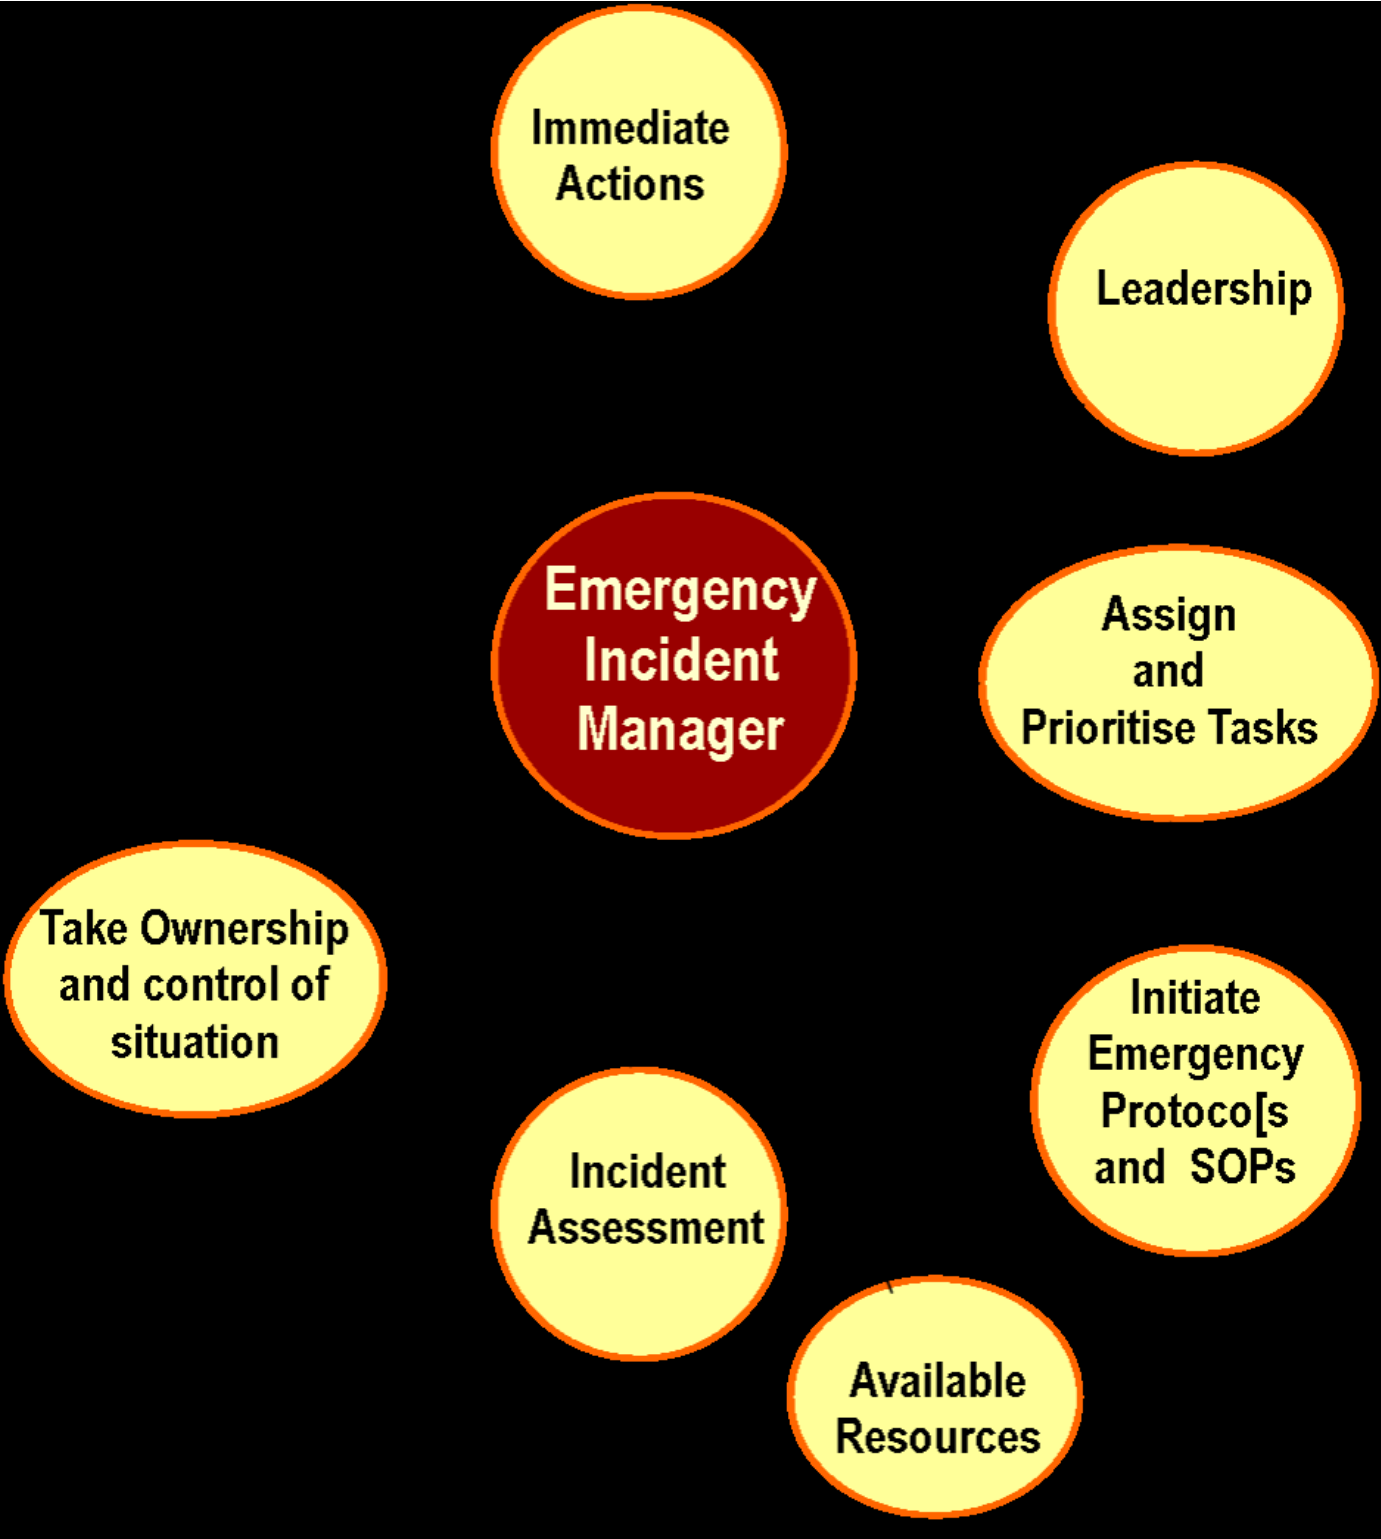 Immediate
Actions
Leadership
Emergency
Incident
Manager
Assign
and
Prioritise Tasks
Take Ownership
and control of
situation
Initiate
Emergency
Protoco[s
and  SOPs
Incident
Assessment
Available
Resources